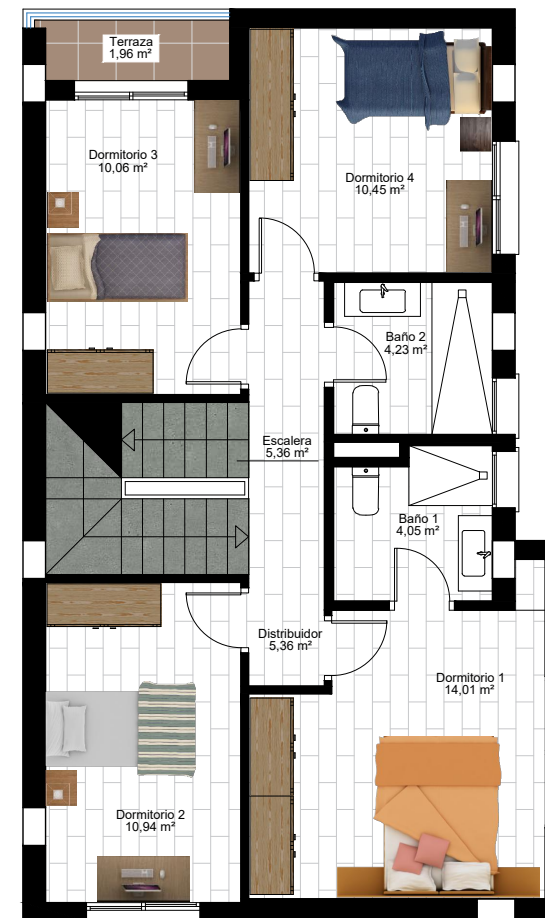 Terraza
1,96 m²
Dormitorio 3
10,06 m²
Dormitorio 4
10,45 m²
Baño 2
4,23 m²
Escalera
5,36 m²
Baño 1
4,05 m²
Distribuidor
5,36 m²
Dormitorio 1
14,01 m²
Dormitorio 2
10,94 m²